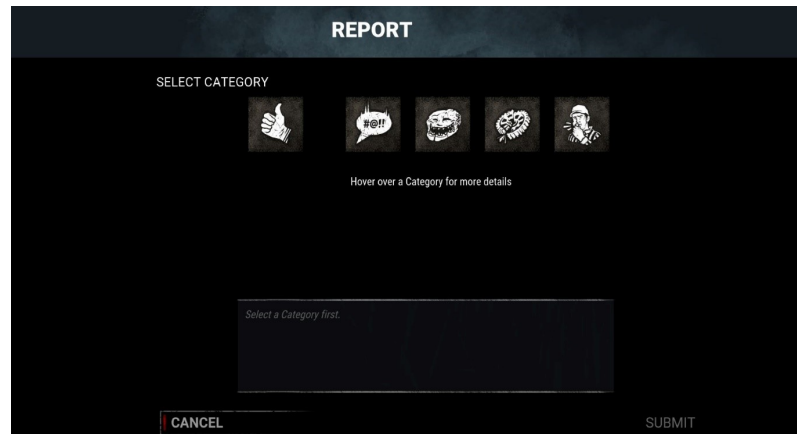 REPORT
SELECT CATEGORY
#@!!
Hover over a Category for more details
Select a Category first.
CANCEL
SUBMIT